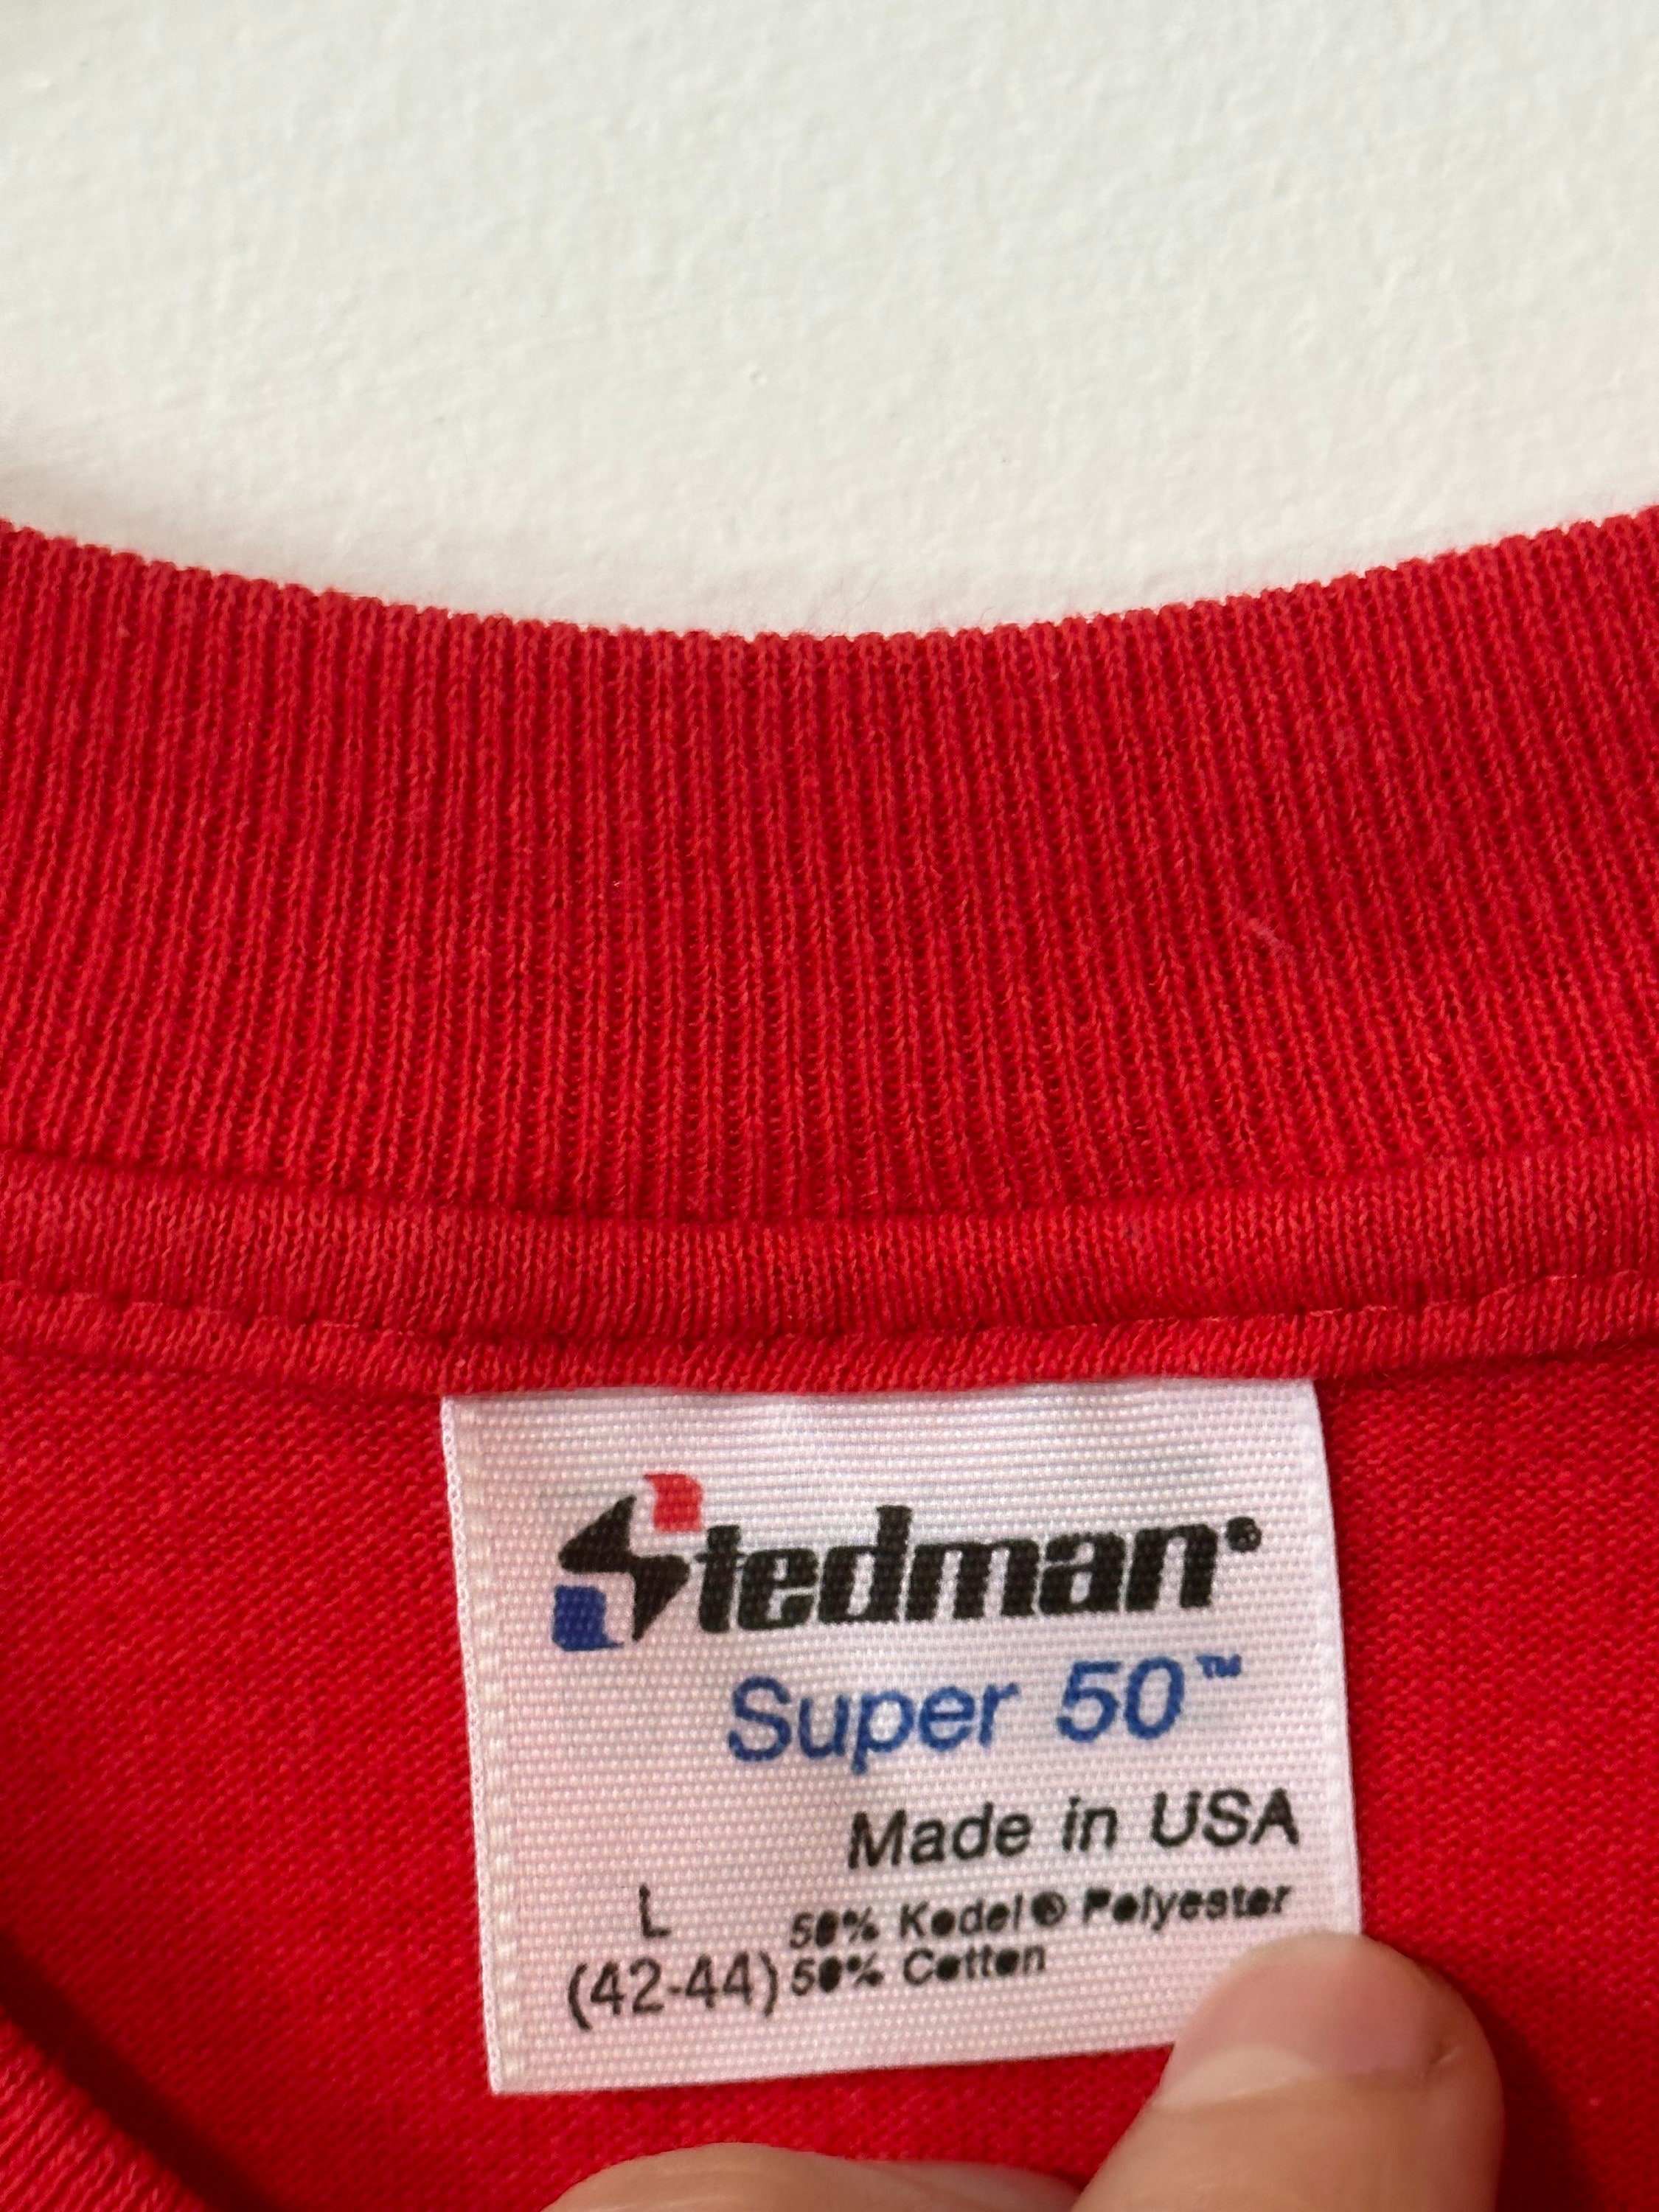 Stedman®
Super 50™
Made in USA
L
(42-44)
50% Kodel® Polyester
50% Cotton